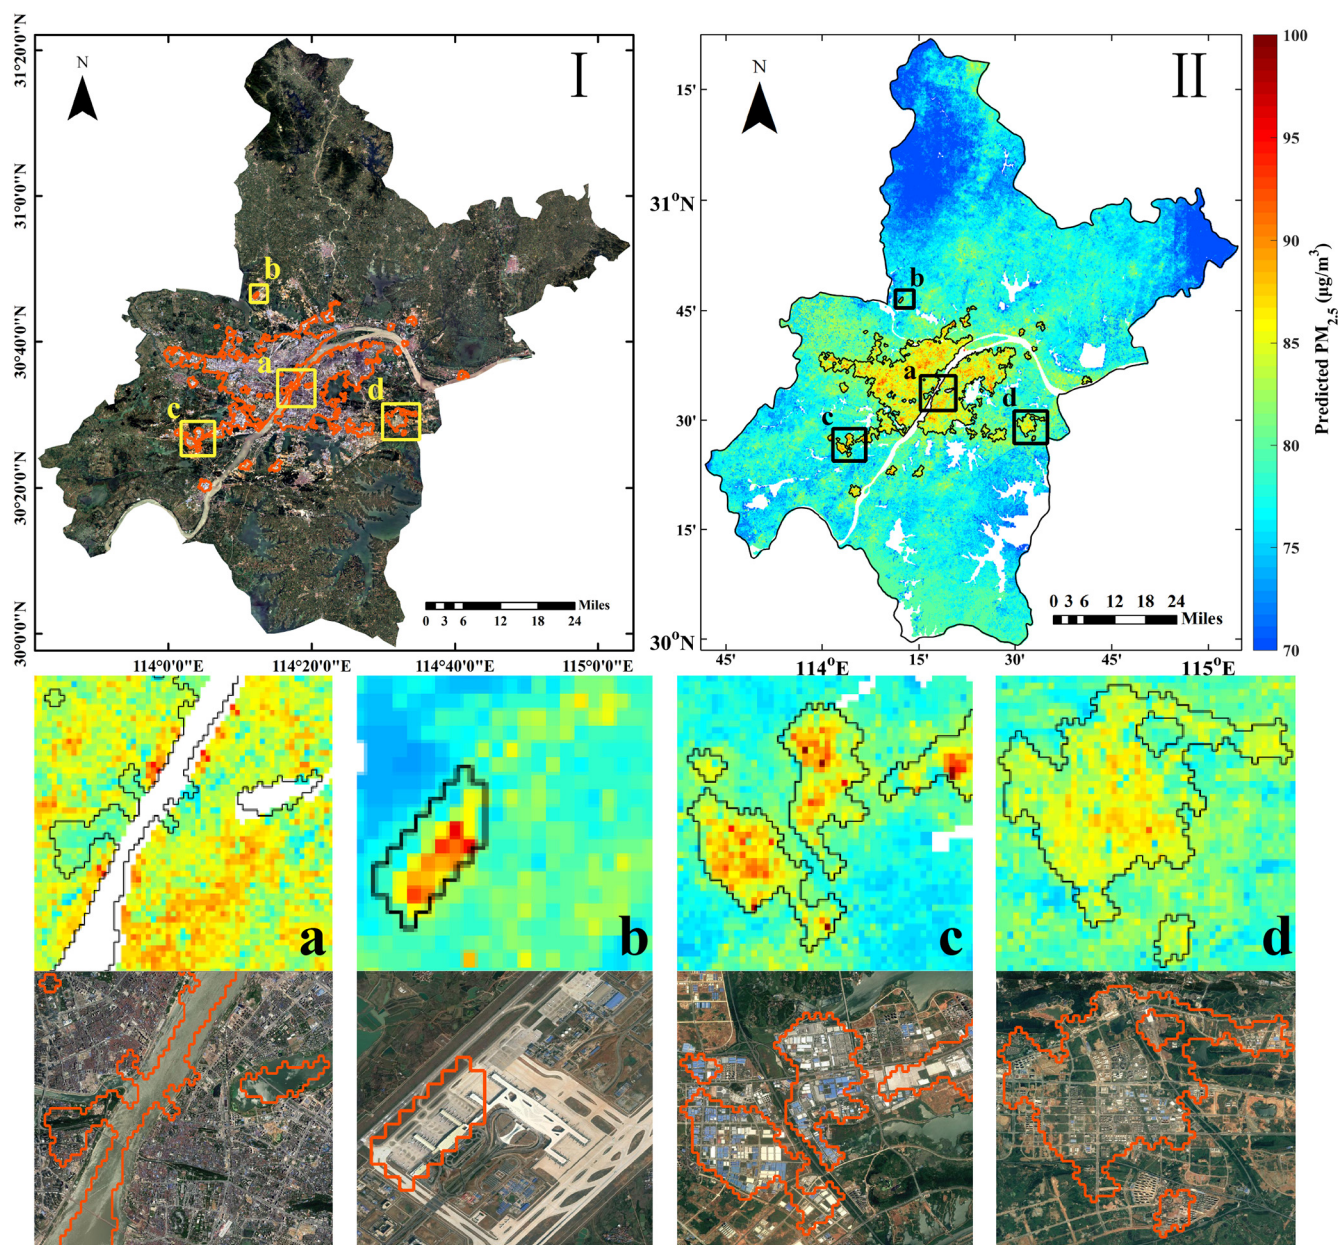 I
N
31°20'0"N
31°0'0"N
30°40'0"N
30°20'0"N
30°0'0"N
b
a
d
c
Miles
0 3 6 12 18 24
114°0'0"E 114°20'0"E 114°40'0"E 115°0'0"E
II
N
15'
31°N
45'
30'
15'
30°N
b
a
d
c
0 3 6 12 18 24
Miles
45' 114°E 15' 30' 45' 115°E
100
95
90
85
80
75
70
Predicted PM2.5 (μg/m³)
a
b
c
d